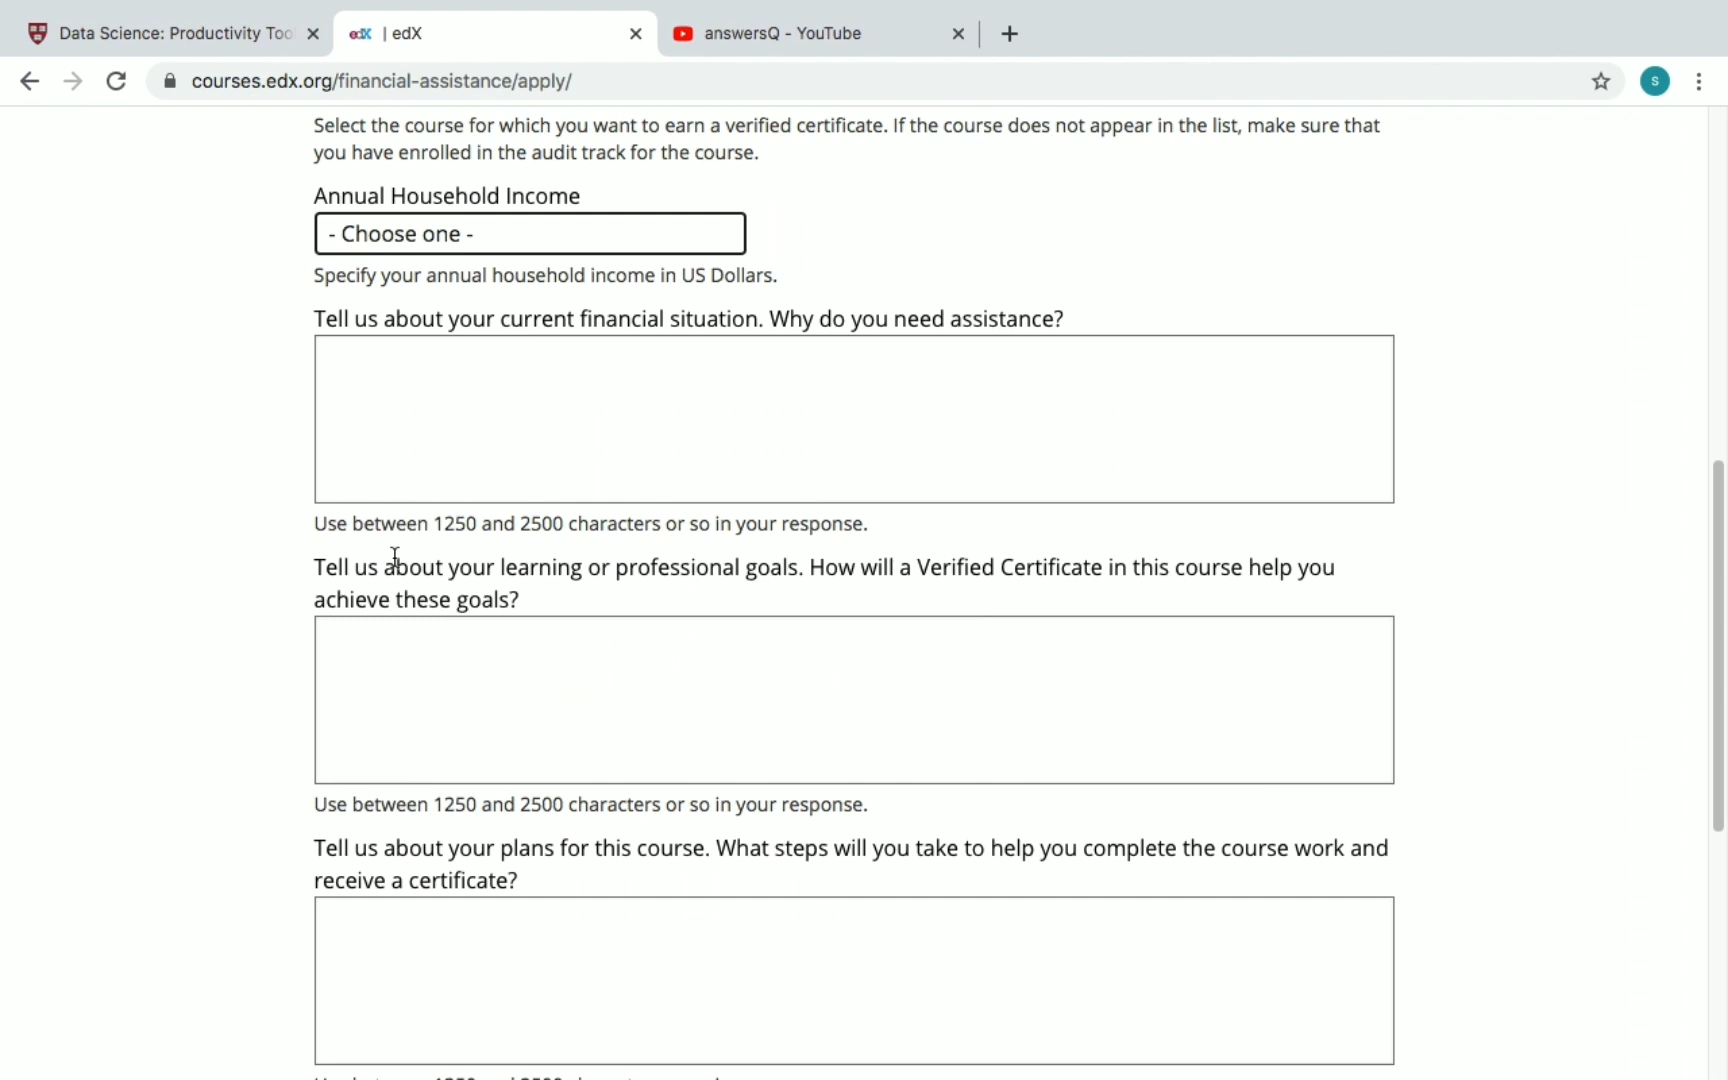 Data Science: Productivity Too
edX | edX
answersQ - YouTube
courses.edx.org/financial-assistance/apply/
S
Select the course for which you want to earn a verified certificate. If the course does not appear in the list, make sure that
you have enrolled in the audit track for the course.
Annual Household Income
- Choose one -
Specify your annual household income in US Dollars.
Tell us about your current financial situation. Why do you need assistance?
Use between 1250 and 2500 characters or so in your response.
Tell us about your learning or professional goals. How will a Verified Certificate in this course help you
achieve these goals?
Use between 1250 and 2500 characters or so in your response.
Tell us about your plans for this course. What steps will you take to help you complete the course work and
receive a certificate?